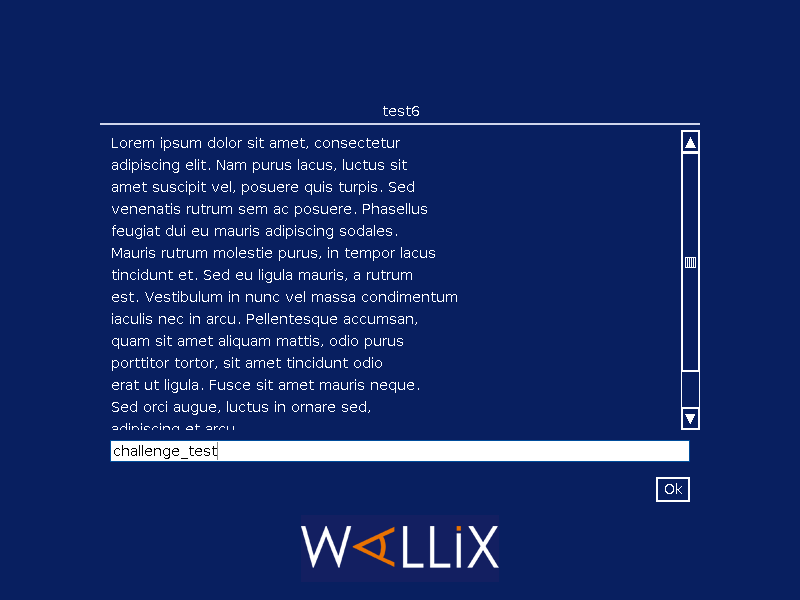 test6
Lorem ipsum dolor sit amet, consectetur
adipiscing elit. Nam purus lacus, luctus sit
amet suscipit vel, posuere quis turpis. Sed
venenatis rutrum sem ac posuere. Phasellus
feugiat dui eu mauris adipiscing sodales.
Mauris rutrum molestie purus, in tempor lacus
tincidunt et. Sed eu ligula mauris, a rutrum
est. Vestibulum in nunc vel massa condimentum
iaculis nec in arcu. Pellentesque accumsan,
quam sit amet aliquam mattis, odio purus
porttitor tortor, sit amet tincidunt odio
erat ut ligula. Fusce sit amet mauris neque.
Sed orci augue, luctus in ornare sed,
adipiscing et arcu
challenge_test
Ok
WALLiX